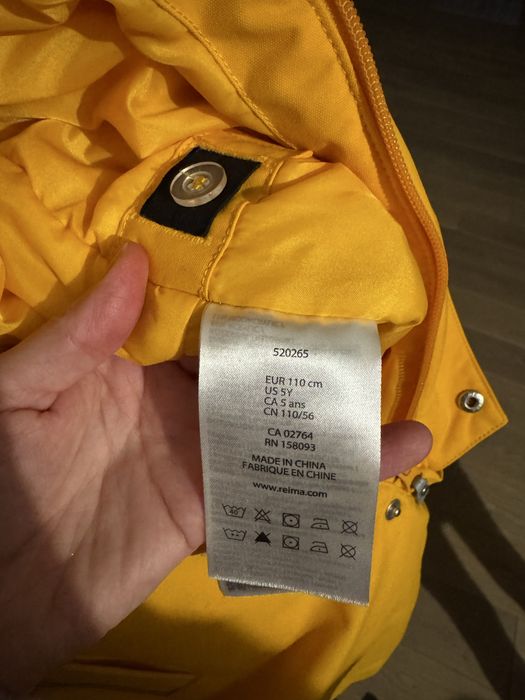 520265
EUR 110 cm
US 5Y
CA 5 ans
CN 110/56
CA 02764
RN 158093
MADE IN CHINA
FABRIQUE EN CHINE
www.reima.com
40